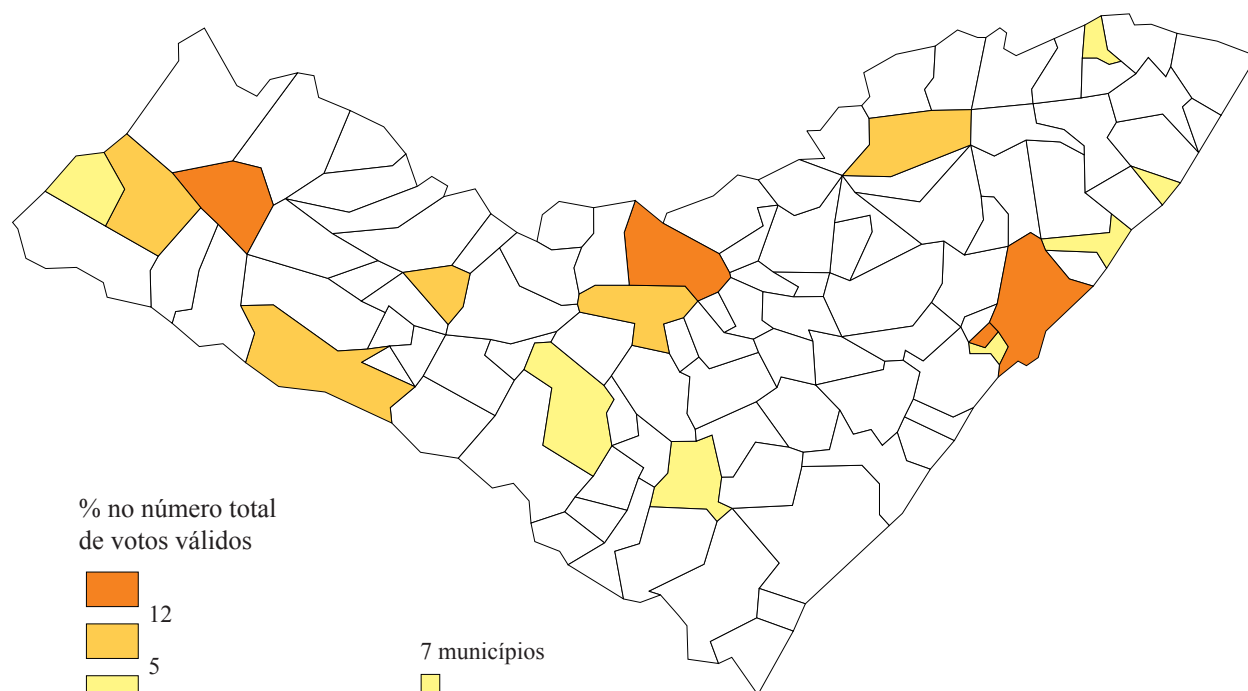 % no número total
de votos válidos
12
5
7 municípios